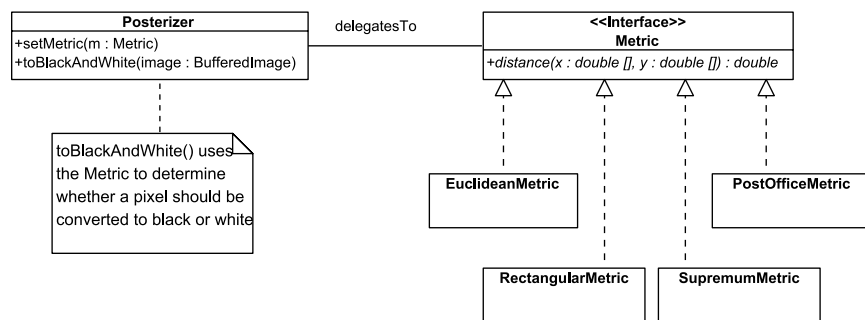 Posterizer
+setMetric(m : Metric)
+toBlackAndWhite(image : BufferedImage)
delegatesTo
<<Interface>>
Metric
+distance(x : double [], y : double []) : double
toBlackAndWhite() uses
the Metric to determine
whether a pixel should be
converted to black or white
EuclideanMetric
PostOfficeMetric
RectangularMetric
SupremumMetric